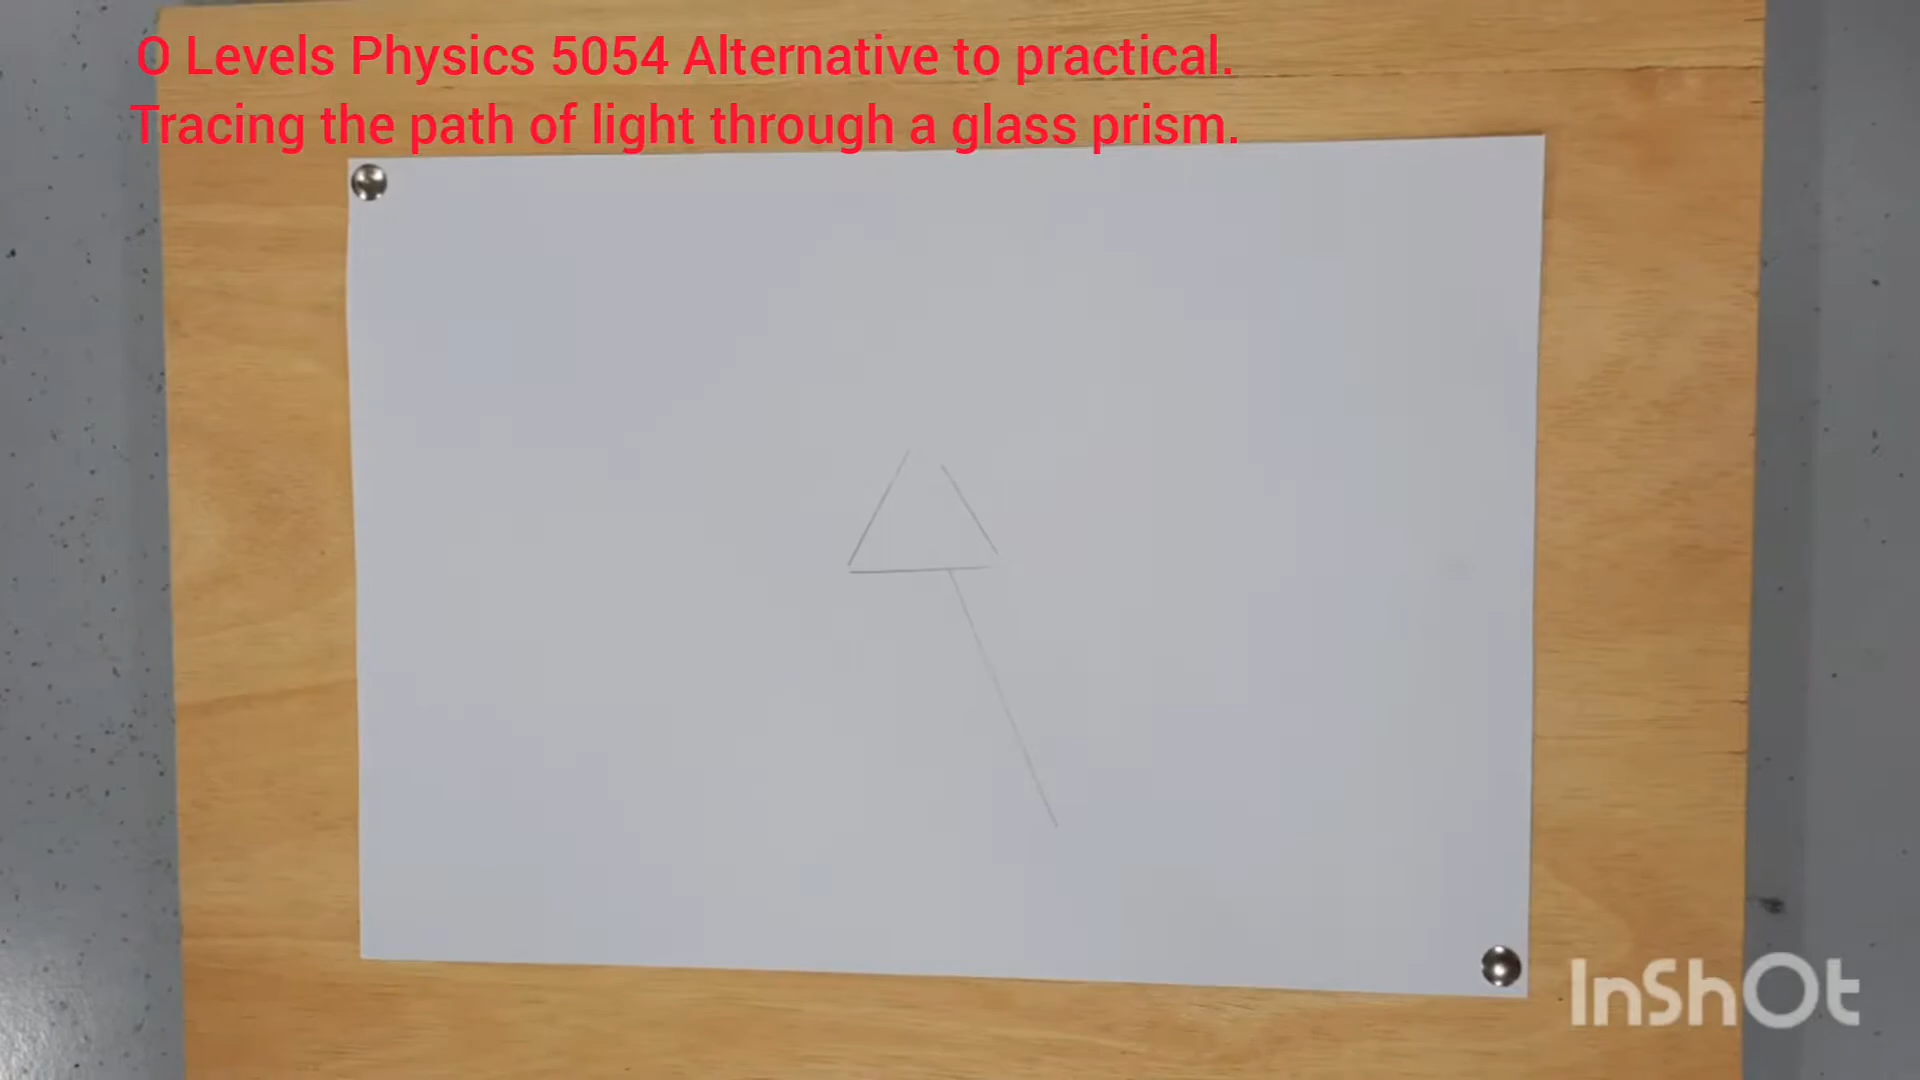 O Levels Physics 5054 Alternative to practical.
Tracing the path of light through a glass prism.
InShOt